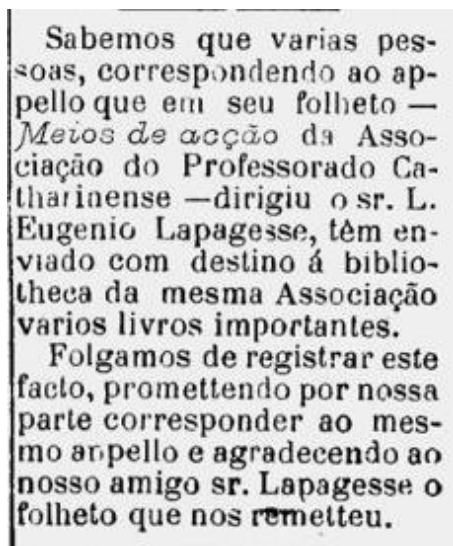 Sabemos que varias pes-
soas, correspondendo ao ap-
pello que em seu folheto —
Meios de acção da Asso-
ciação do Professorado Ca-
tharinense —dirigiu o sr. L.
Eugenio Lapagesse, têm en-
viado com destino á biblio-
theca da mesma Associação
varios livros importantes.
Folgamos de registrar este
facto, promettendo por nossa
parte corresponder ao mes-
mo appello e agradecendo ao
nosso amigo sr. Lapagesse o
folheto que nos remetteu.